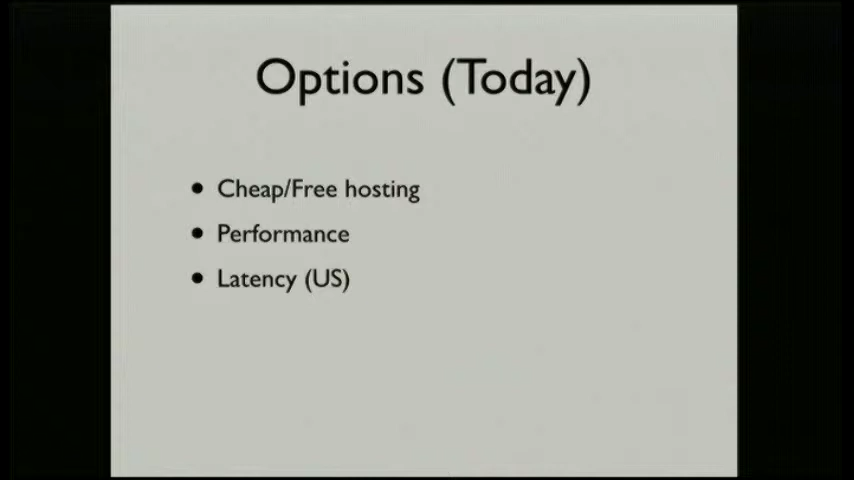 Options (Today)
• Cheap/Free hosting
• Performance
• Latency (US)